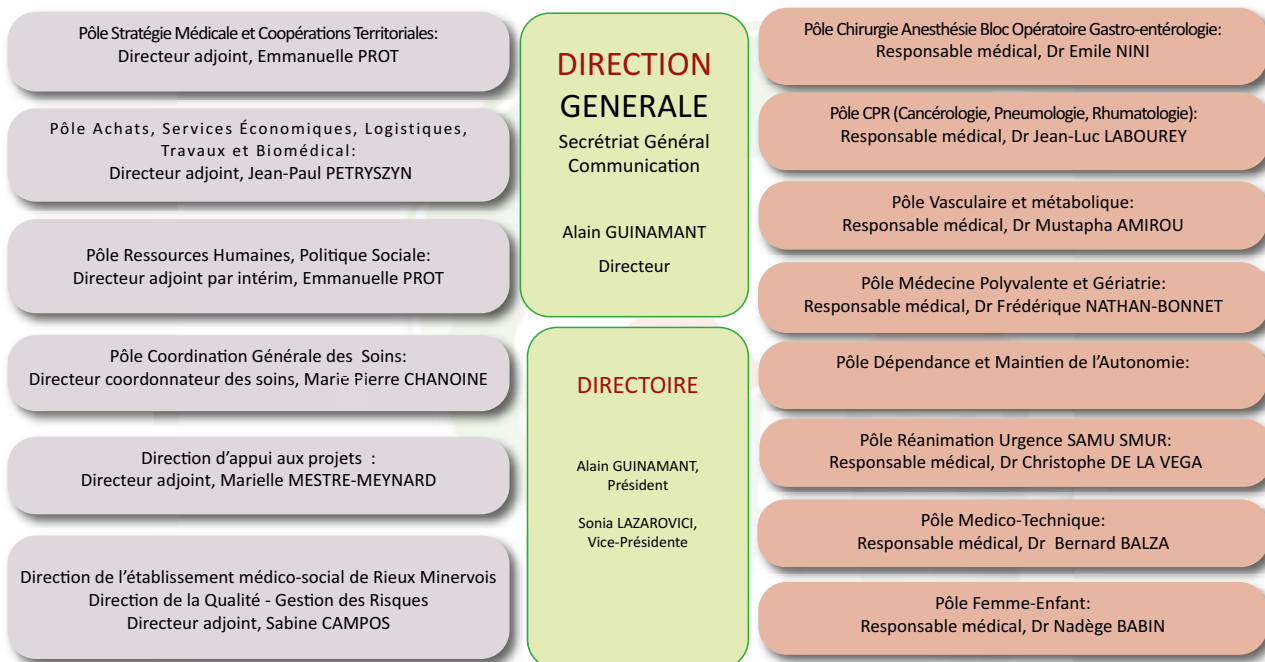 Pôle Stratégie Médicale et Coopérations Territoriales:
Directeur adjoint, Emmanuelle PROT
Pôle Achats, Services Économiques, Logistiques,
Travaux et Biomédical:
Directeur adjoint, Jean-Paul PETRYSZYN
Pôle Ressources Humaines, Politique Sociale:
Directeur adjoint par intérim, Emmanuelle PROT
Pôle Coordination Générale des Soins:
Directeur coordonnateur des soins, Marie Pierre CHANOINE
Direction d'appui aux projets :
Directeur adjoint, Marielle MESTRE-MEYNARD
Direction de l'établissement médico-social de Rieux Minervois
Direction de la Qualité - Gestion des Risques
Directeur adjoint, Sabine CAMPOS
DIRECTION
GENERALE
Secrétriat Général
Communication
Alain GUINAMANT
Directeur
DIRECTOIRE
Alain GUINAMANT,
Président
Sonia LAZAROVICI,
Vice-Présidente
Pôle Chirurgie Anesthésie Bloc Opératoire Gastro-entérologie:
Responsable médical, Dr Emile NINI
Pôle CPR (Cancérologie, Pneumologie, Rhumatologie):
Responsable médical, Dr Jean-Luc LABOUREY
Pôle Vasculaire et métabolique:
Responsable médical, Dr Mustapha AMIROU
Pôle Médecine Polyvalente et Gériatrie:
Responsable médical, Dr Frédérique NATHAN-BONNET
Pôle Dépendance et Maintien de l'Autonomie:
Pôle Réanimation Urgence SAMU SMUR:
Responsable médical, Dr Christophe DE LA VEGA
Pôle Medico-Technique:
Responsable médical, Dr Bernard BALZA
Pôle Femme-Enfant:
Responsable médical, Dr Nadège BABIN